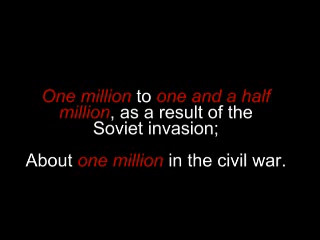 One million to one and a half
million, as a result of the
Soviet invasion;
About one million in the civil war.